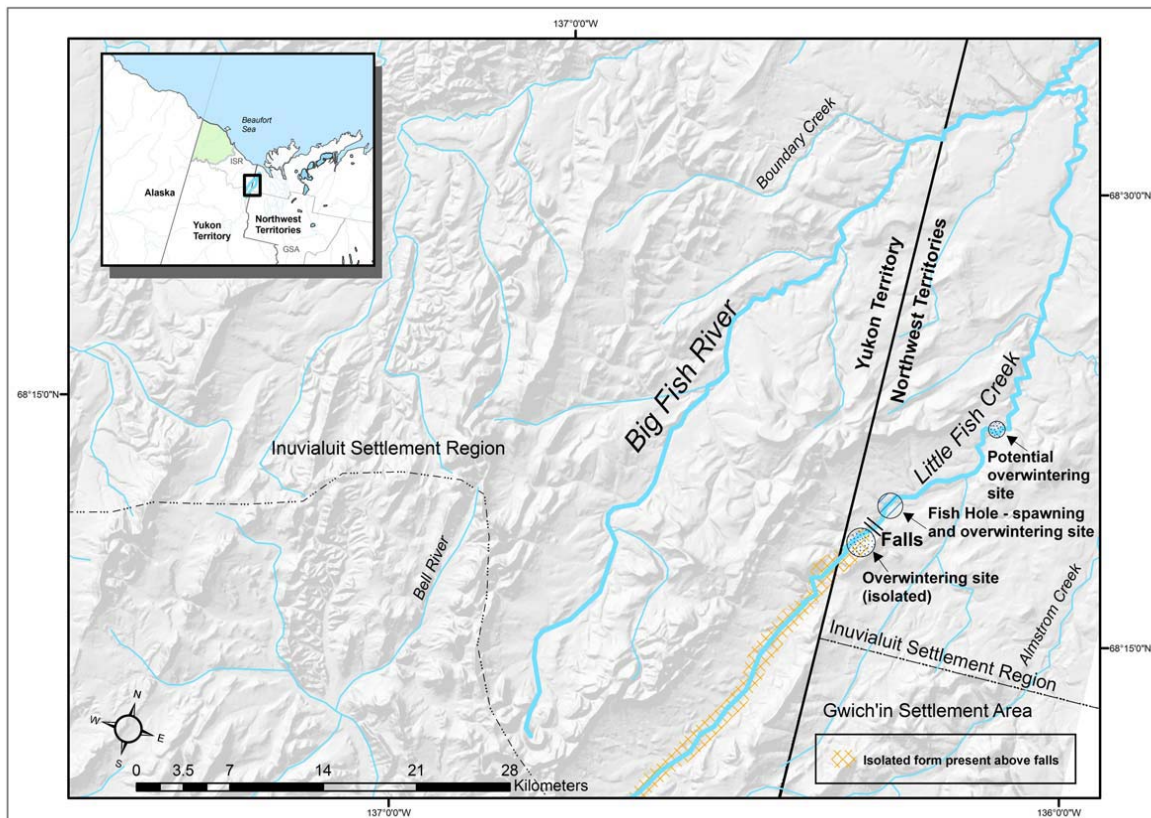 137°0'0"W
Beaufort
Sea
ISR
Alaska
Yukon
Territory
Northwest
Territories
GSA
Boundary Creek
68°30'0"N
Yukon Territory
Northwest Territories
Big Fish River
68°15'0"N
Little Fish Creek
Inuvialuit Settlement Region
Potential
overwintering
site
Fish Hole - spawning
and overwintering site
Falls
Overwintering site
(isolated)
Bell River
Almstrom Creek
Inuvialuit Settlement Region
68°15'0"N
Gwich'in Settlement Area
N
W
E
S
0 3.5 7 14 21 28
Kilometers
Isolated form present above falls
137°0'0"W
136°0'0"W